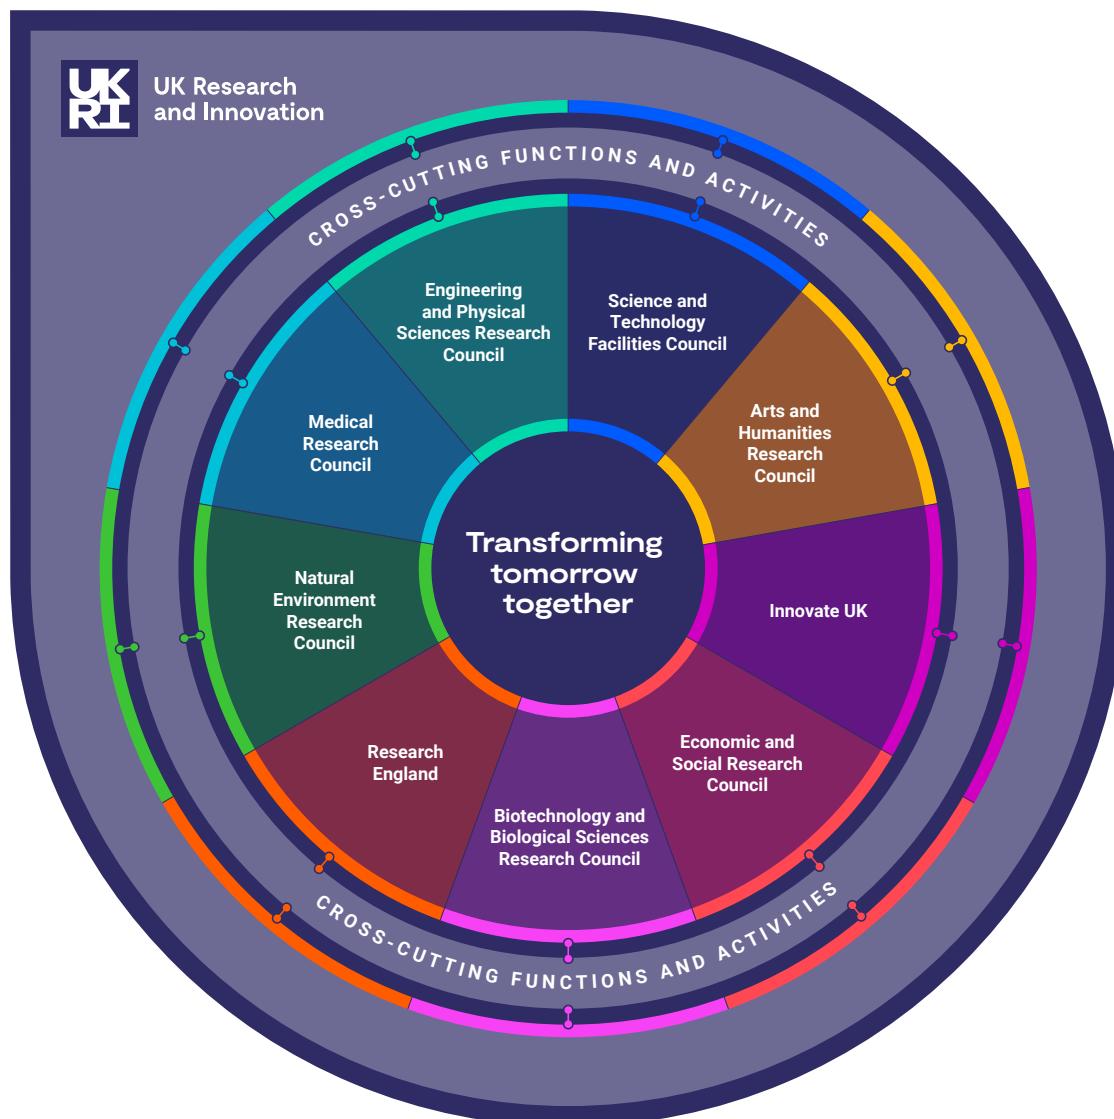 UK
RI
UK Research
and Innovation
CROSS-CUTTING FUNCTIONS AND ACTIVITIES
Engineering
and Physical
Sciences Research
Council
Science and
Technology
Facilities Council
Arts and
Humanities
Research
Council
Medical
Research
Council
Transforming
tomorrow
together
Innovate UK
Natural
Environment
Research
Council
Economic and
Social Research
Council
Research
England
Biotechnology and
Biological Sciences
Research Council
CROSS-CUTTING FUNCTIONS AND ACTIVITIES